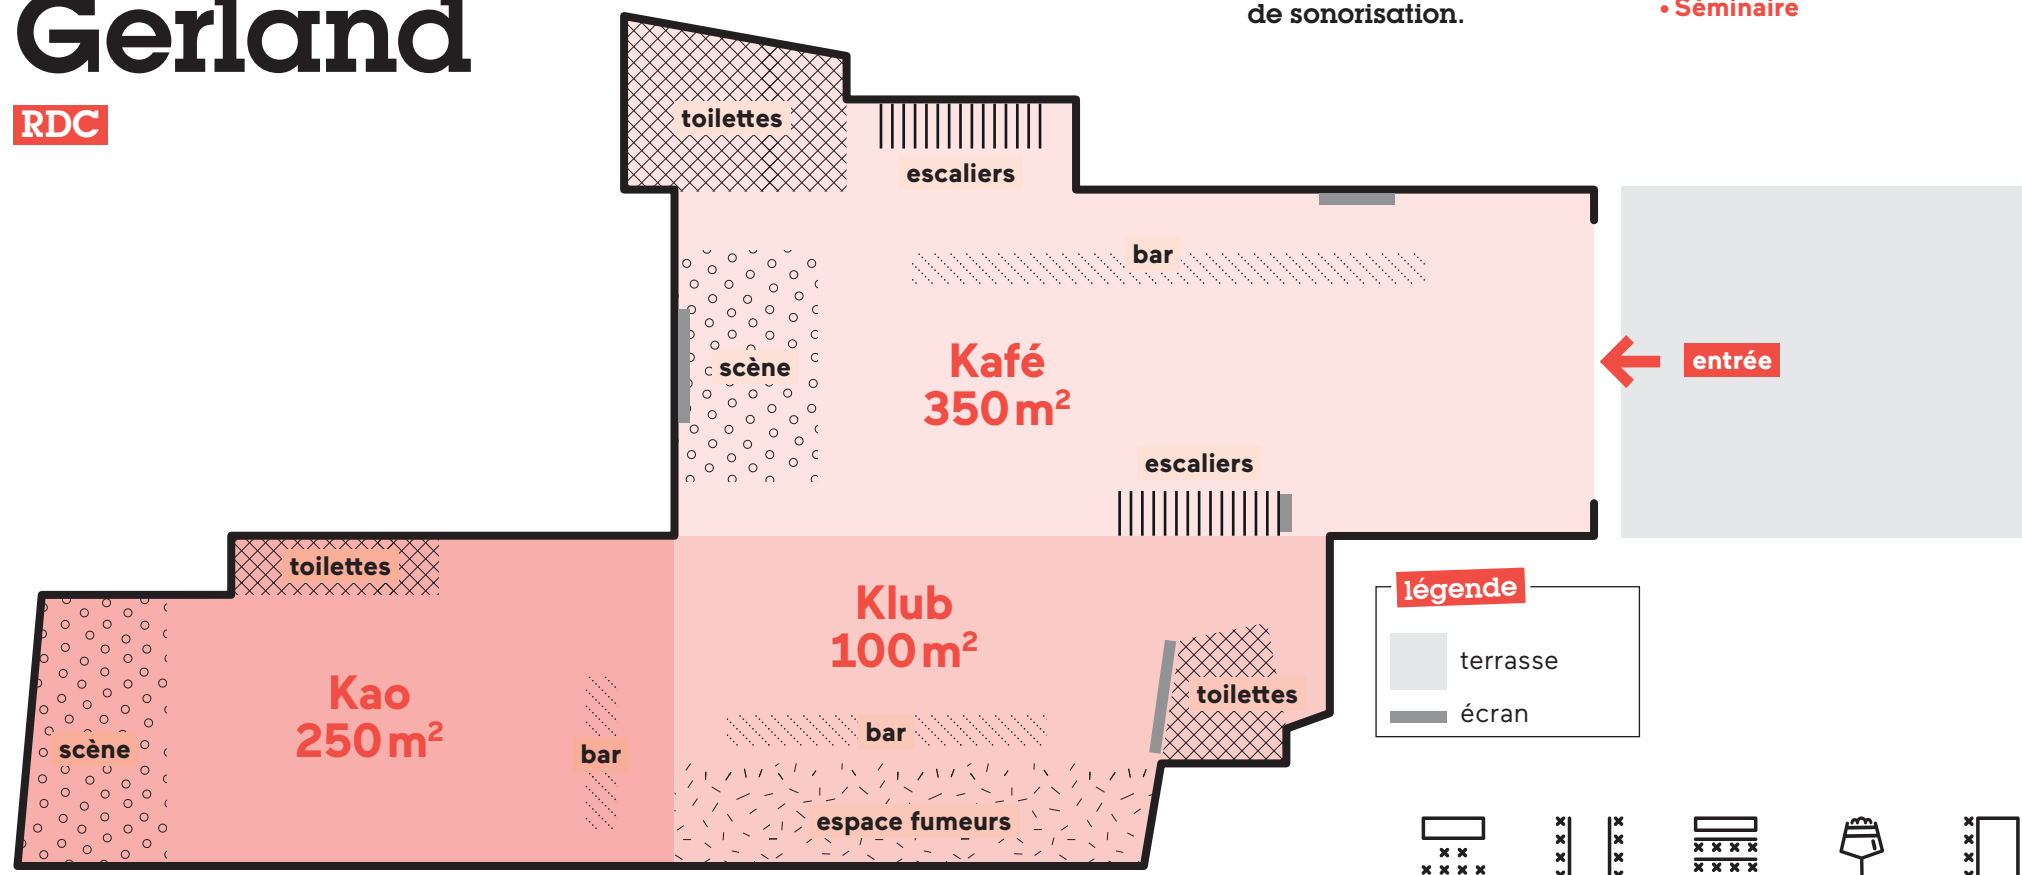 Gerland
RDC
de sonorisation.
• Séminaire
toilettes
escaliers
bar
scène
Kafé
350 m²
entrée
escaliers
toilettes
Klub
100 m²
Kao
250 m²
scène
bar
bar
toilettes
espace fumeurs
légende
terrasse
écran